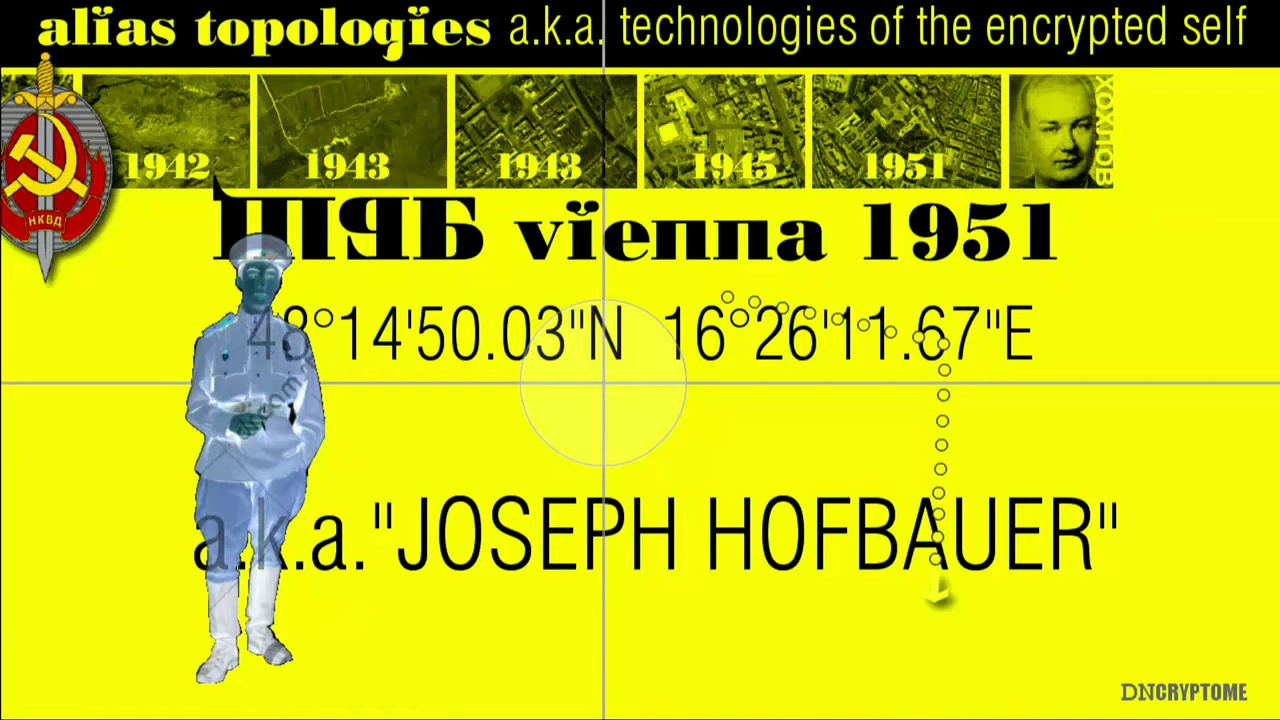 alïas topologïes a.k.a. technologies of the encrypted self
1942 1943 1943 1945 1951
ХОХЛОВ
НКВД
vïenna 1951
48°14'50.03"N 16°26'11.67"E
a.k.a."JOSEPH HOFBAUER"
DNCRYPTOME